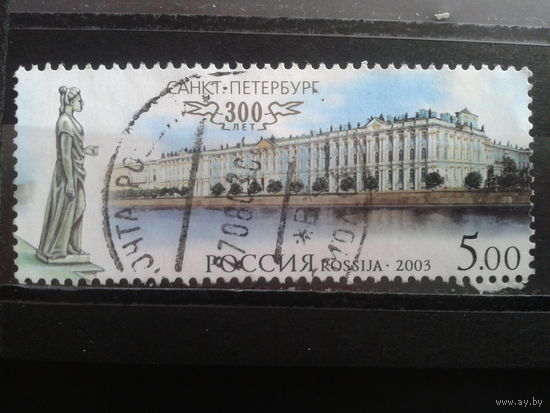 САНКТ-ПЕТЕРБУРГ
300
ЛЕТ
РОССИЯ ROSSIJA · 2003
5.00
www.ay.by